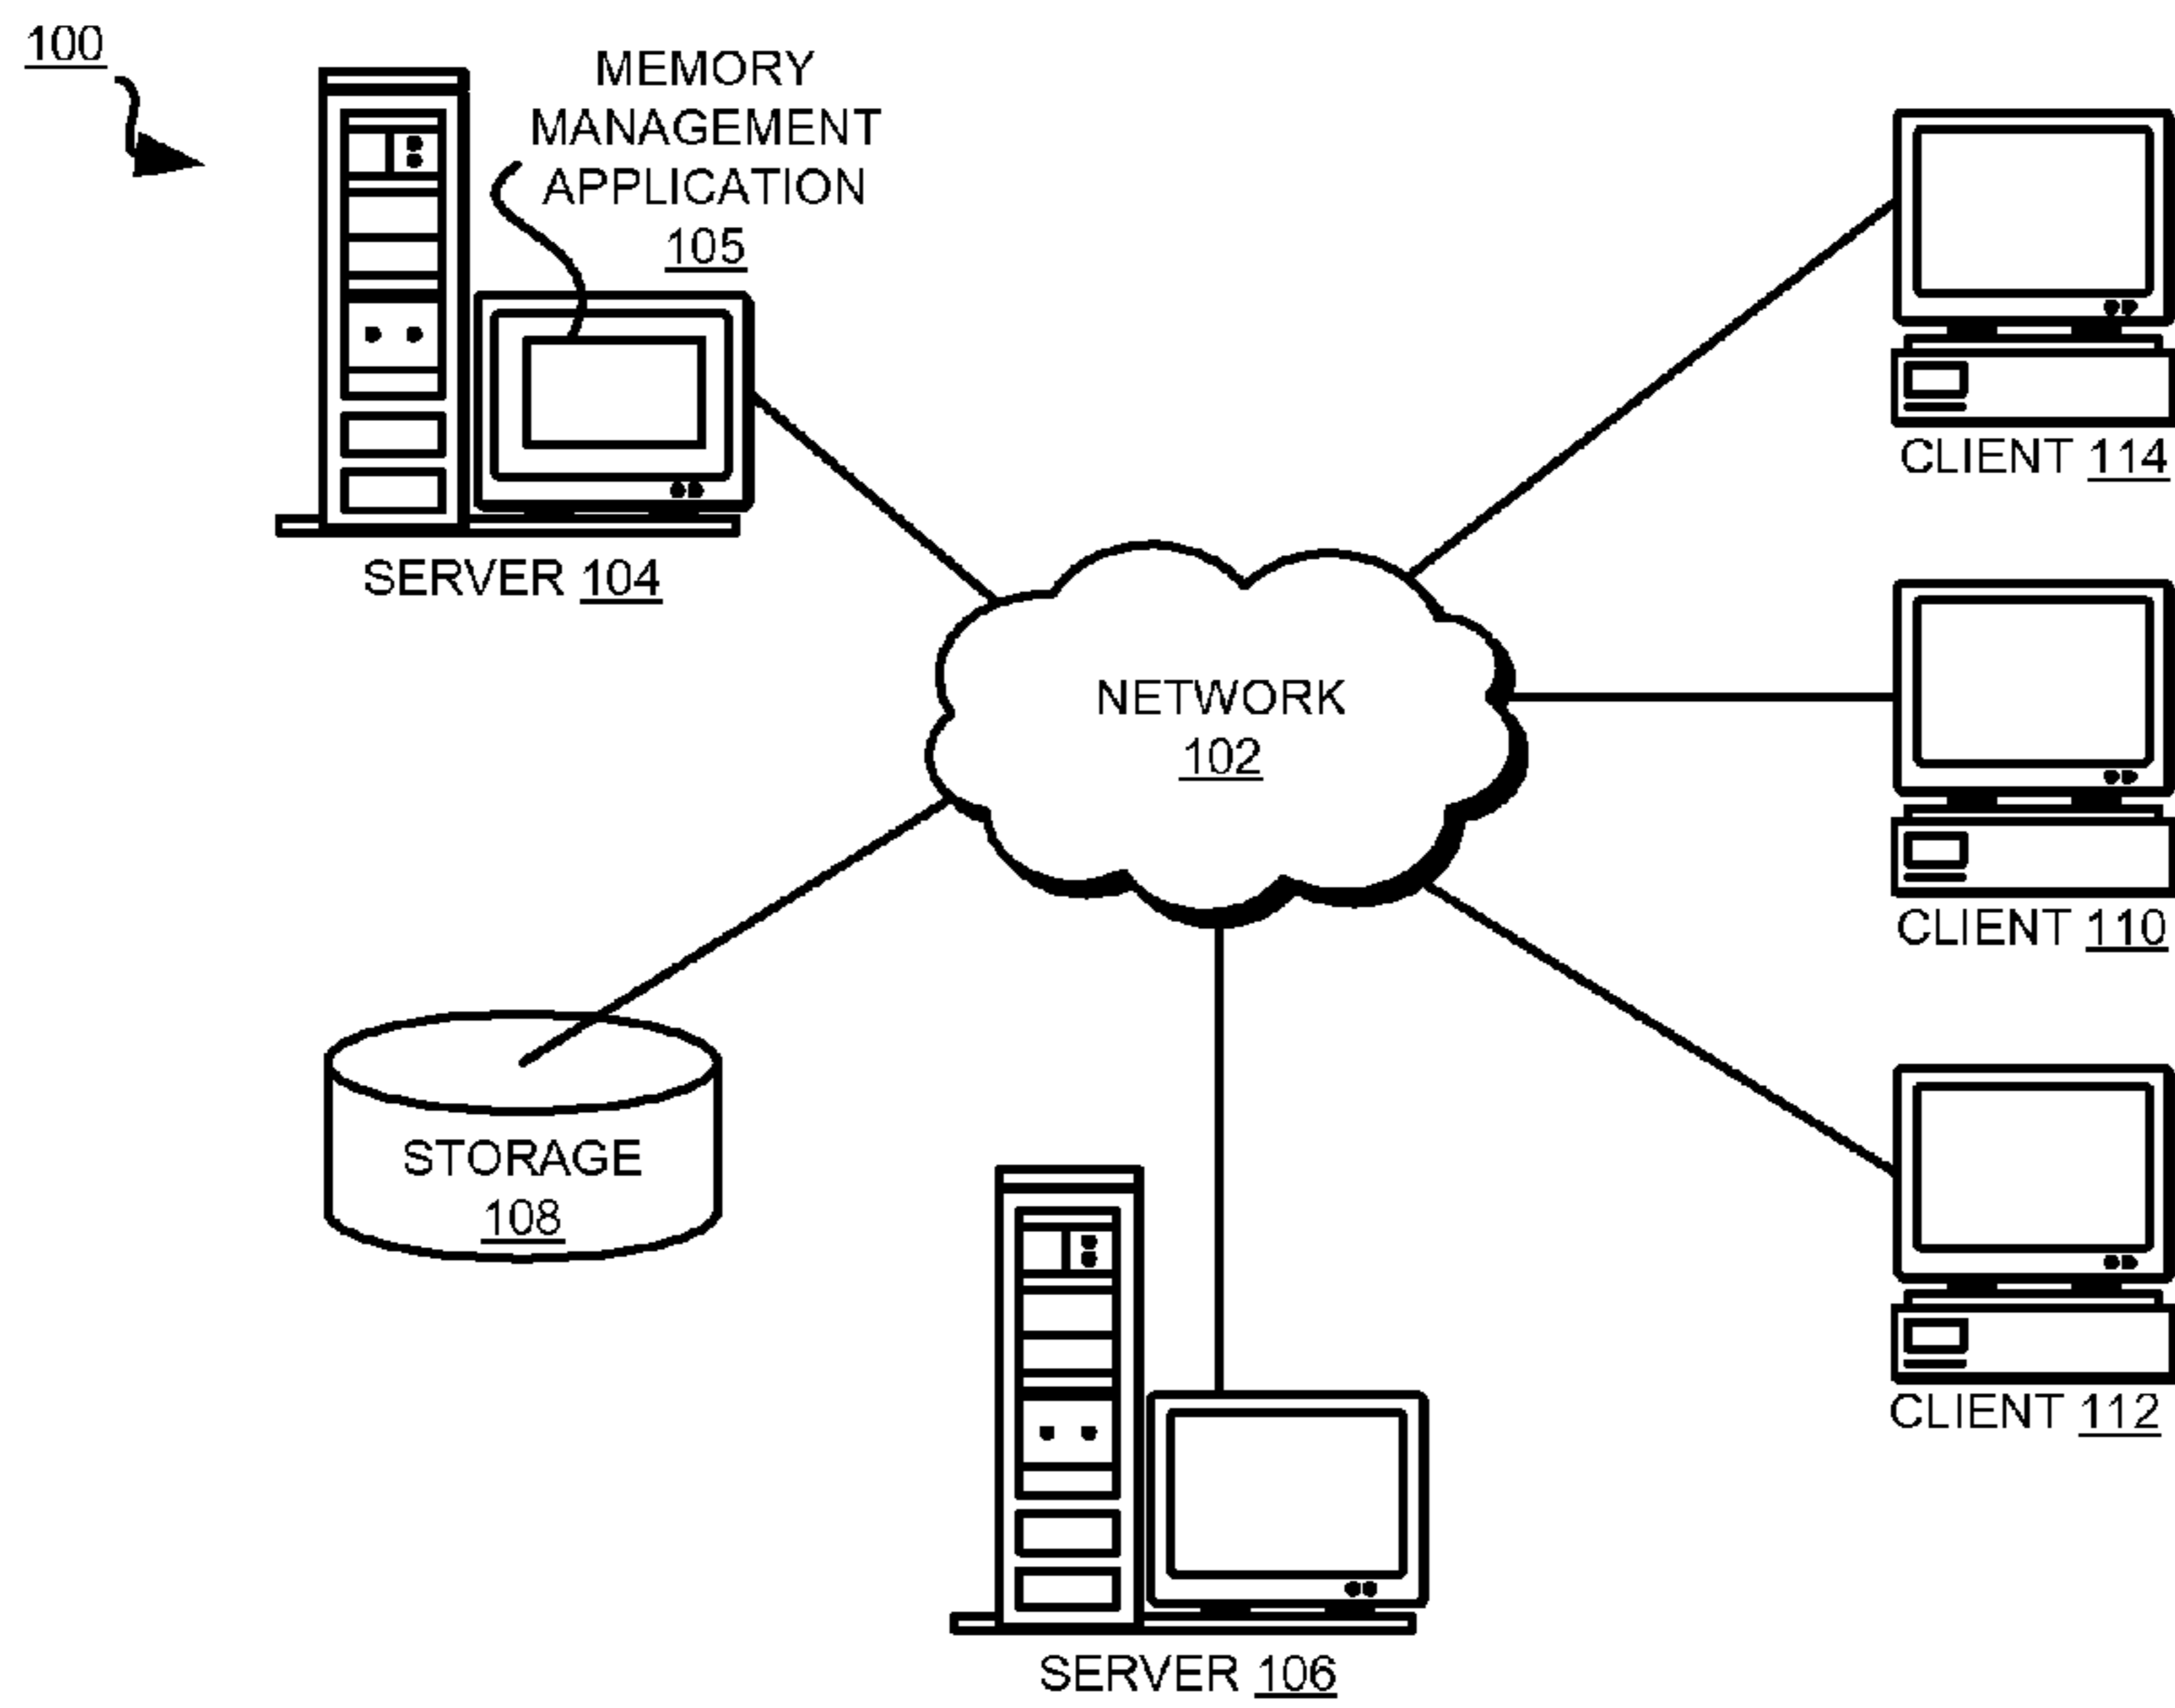 100
MEMORY
MANAGEMENT
APPLICATION
105
SERVER 104
CLIENT 114
NETWORK
102
CLIENT 110
STORAGE
108
CLIENT 112
SERVER 106